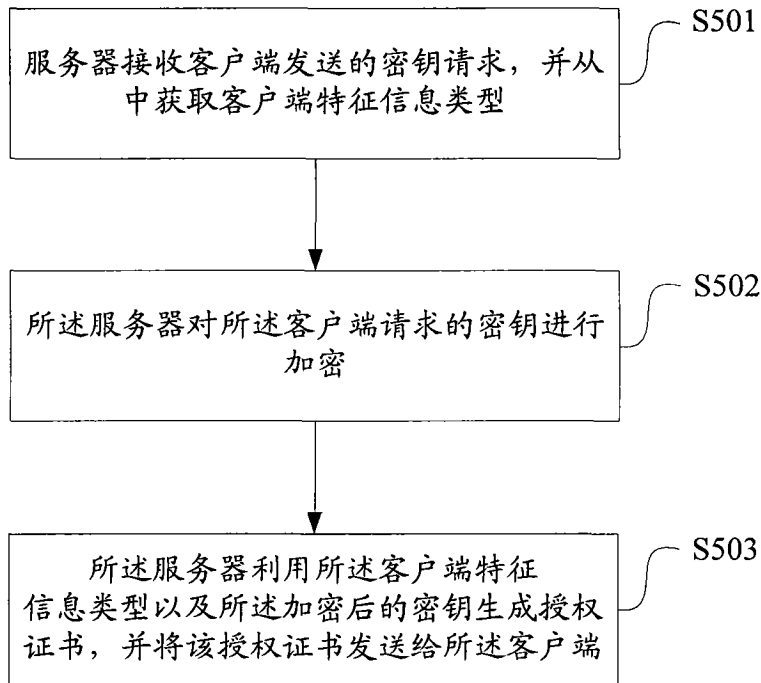 S501
服务器接收客户端发送的密钥请求，并从
中获取客户端特征信息类型
S502
所述服务器对所述客户端请求的密钥进行
加密
S503
所述服务器利用所述客户端特征
信息类型以及所述加密后的密钥生成授权
证书，并将该授权证书发送给所述客户端